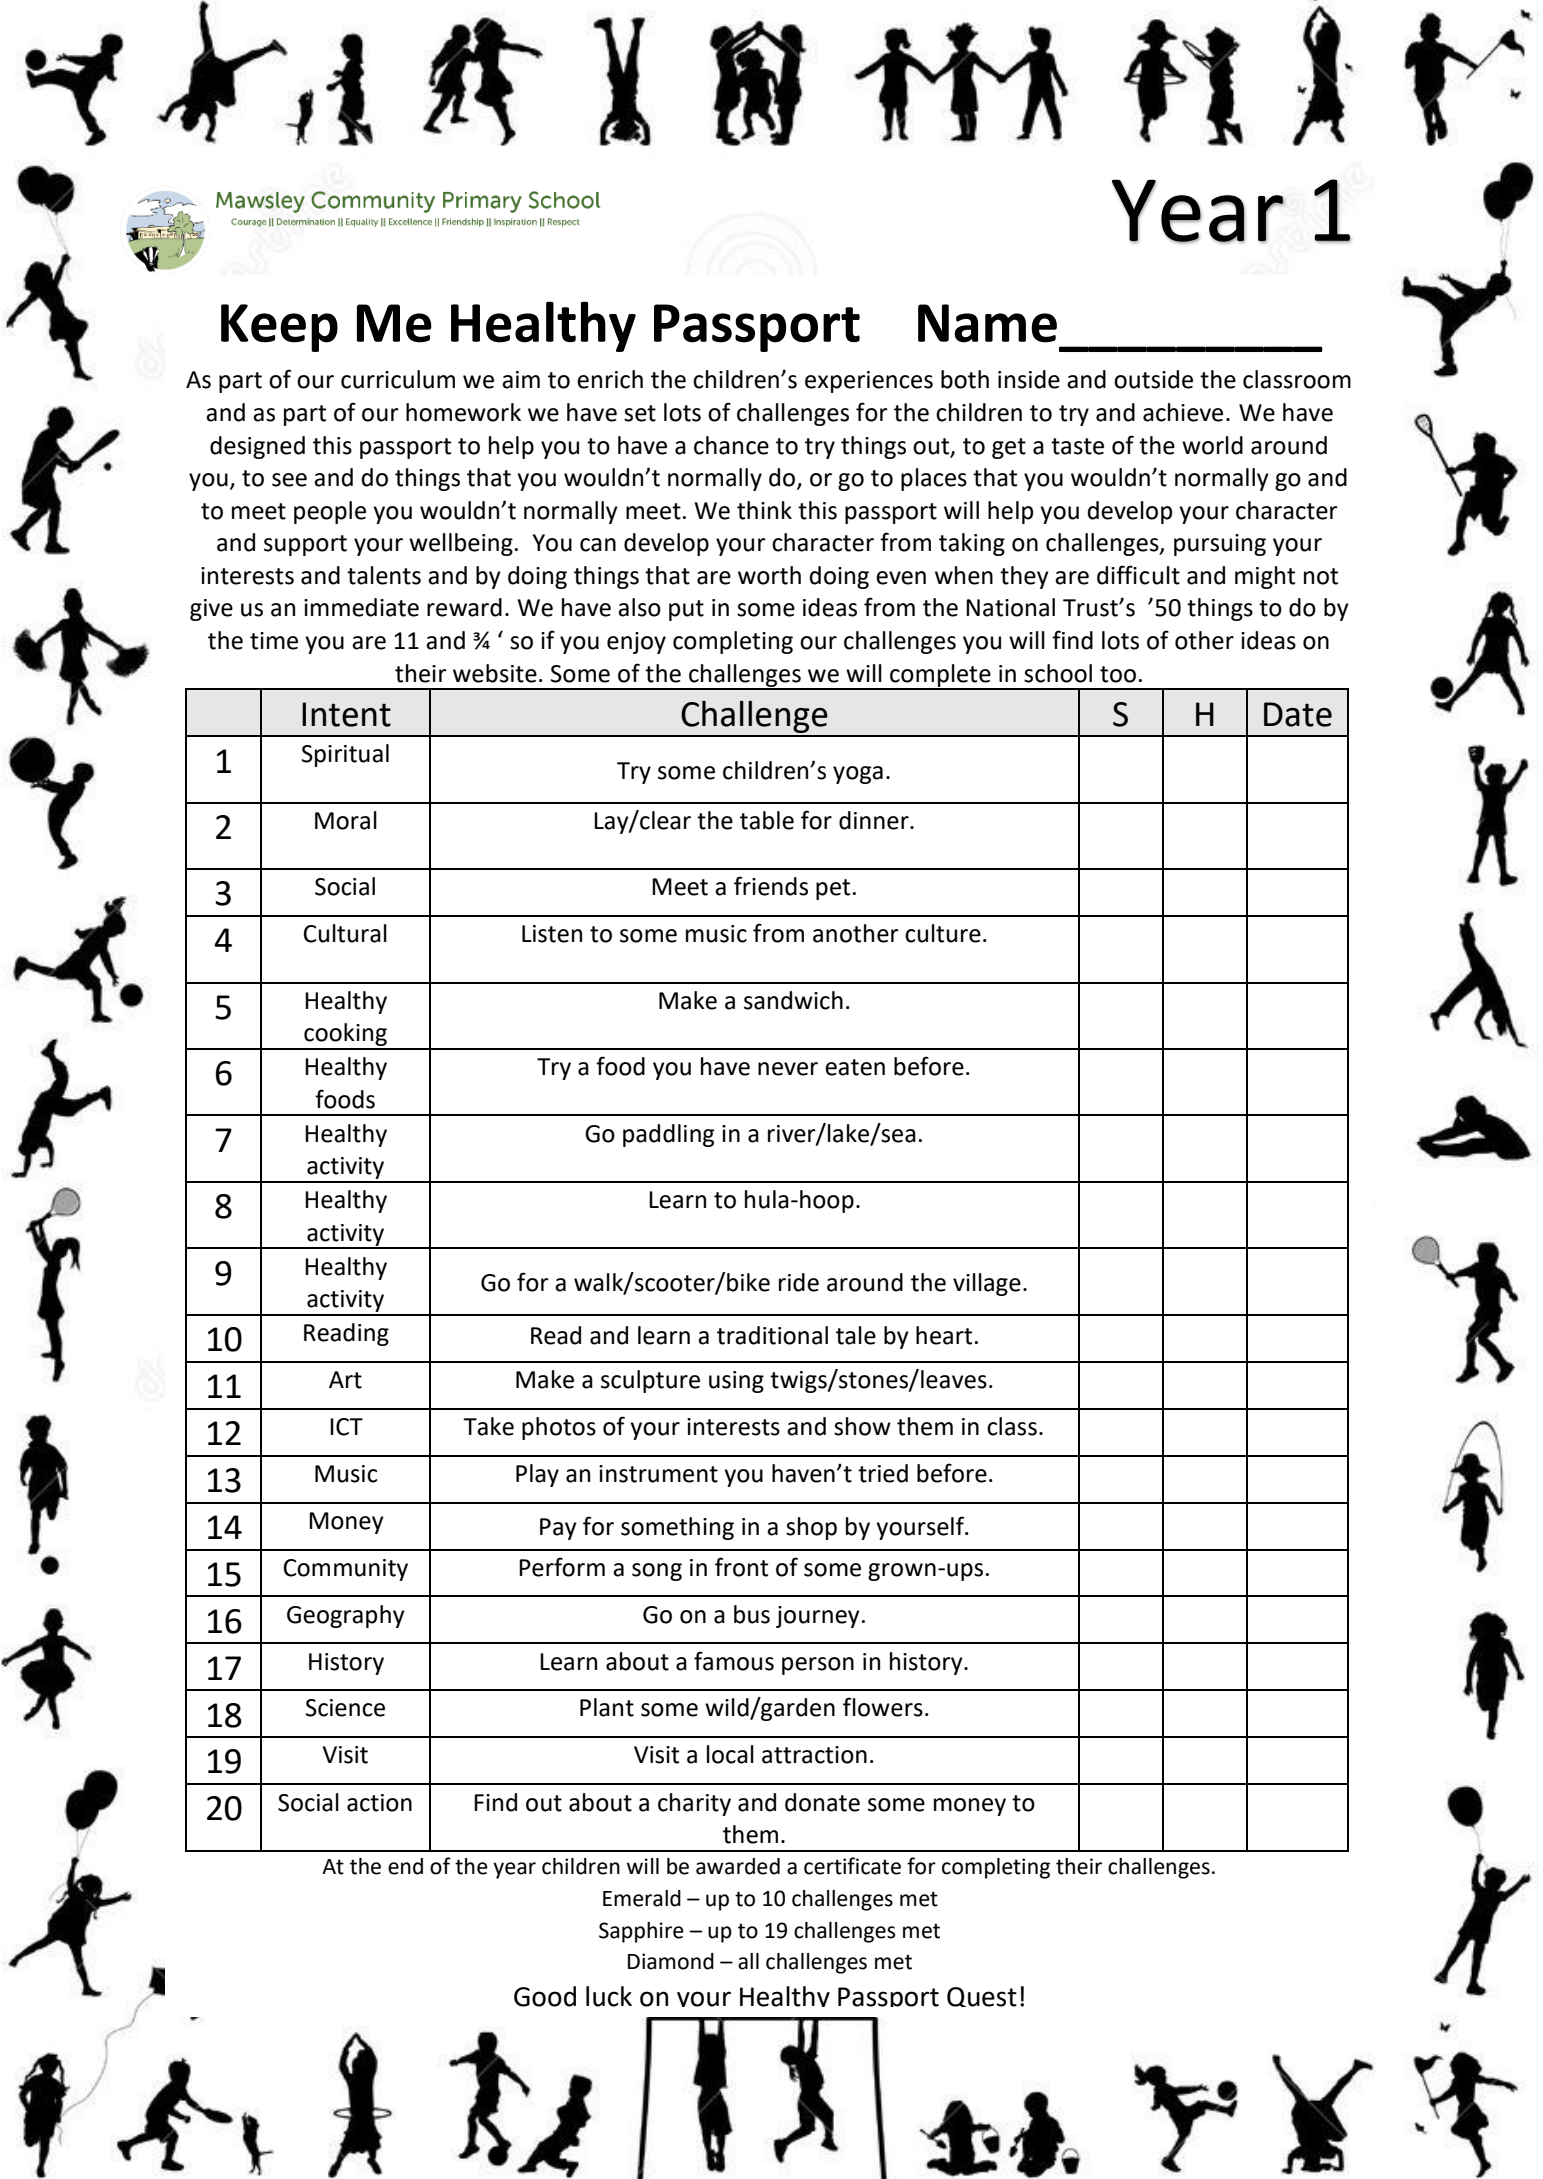 Mawsley Community Primary School
Courage || Determination || Equality || Excellence || Friendship || Inspiration || Respect
Year 1
Keep Me Healthy Passport Name_________
As part of our curriculum we aim to enrich the children’s experiences both inside and outside the classroom
and as part of our homework we have set lots of challenges for the children to try and achieve. We have
designed this passport to help you to have a chance to try things out, to get a taste of the world around
you, to see and do things that you wouldn’t normally do, or go to places that you wouldn’t normally go and
to meet people you wouldn’t normally meet. We think this passport will help you develop your character
and support your wellbeing. You can develop your character from taking on challenges, pursuing your
interests and talents and by doing things that are worth doing even when they are difficult and might not
give us an immediate reward. We have also put in some ideas from the National Trust’s ’50 things to do by
the time you are 11 and ¾ ‘ so if you enjoy completing our challenges you will find lots of other ideas on
their website. Some of the challenges we will complete in school too.
Intent Challenge S H Date
1 Spiritual Try some children’s yoga.
2 Moral Lay/clear the table for dinner.
3 Social Meet a friends pet.
4 Cultural Listen to some music from another culture.
5 Healthy Make a sandwich.
cooking
6 Healthy Try a food you have never eaten before.
foods
7 Healthy Go paddling in a river/lake/sea.
activity
8 Healthy Learn to hula-hoop.
activity
9 Healthy Go for a walk/scooter/bike ride around the village.
activity
10 Reading Read and learn a traditional tale by heart.
11 Art Make a sculpture using twigs/stones/leaves.
12 ICT Take photos of your interests and show them in class.
13 Music Play an instrument you haven’t tried before.
14 Money Pay for something in a shop by yourself.
15 Community Perform a song in front of some grown-ups.
16 Geography Go on a bus journey.
17 History Learn about a famous person in history.
18 Science Plant some wild/garden flowers.
19 Visit Visit a local attraction.
20 Social action Find out about a charity and donate some money to
them.
At the end of the year children will be awarded a certificate for completing their challenges.
Emerald – up to 10 challenges met
Sapphire – up to 19 challenges met
Diamond – all challenges met
Good luck on your Healthy Passport Quest!